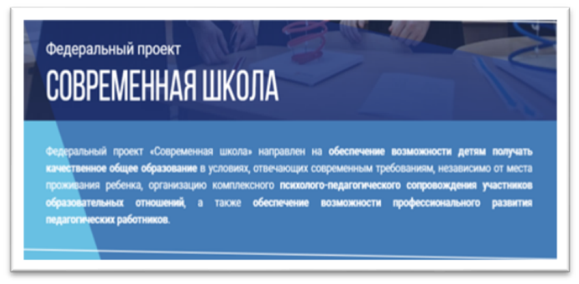 Федеральный проект
СОВРЕМЕННАЯ ШКОЛА
Федеральный проект «Современная школа» направлен на обеспечение возможности детям получать
качественное общее образование в условиях, отвечающих современным требованиям, независимо от места
проживания ребенка, организацию комплексного психолого-педагогического сопровождения участников
образовательных отношений, а также обеспечение возможности профессионального развития
педагогических работников.